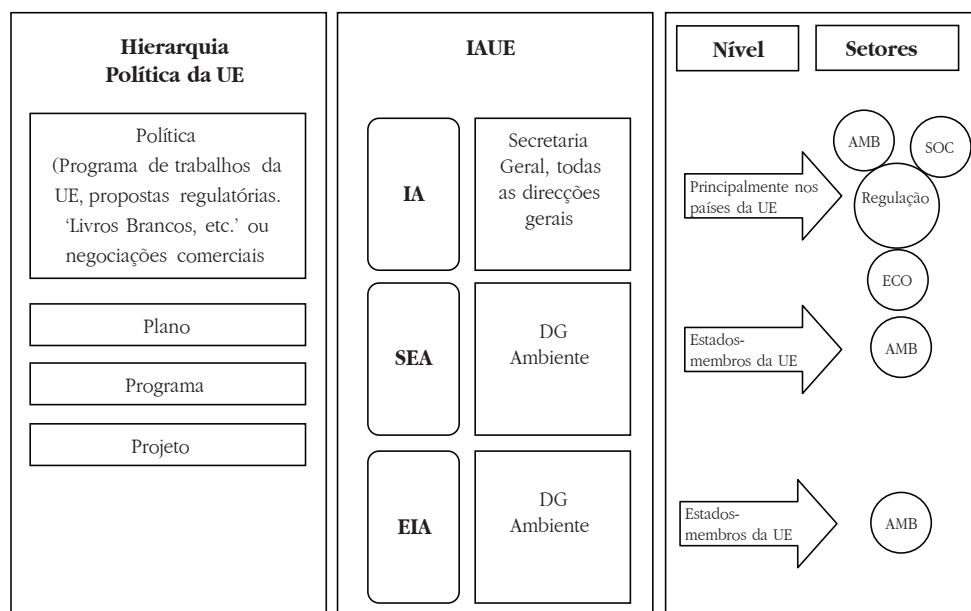 Hierarquia
Política da UE
Política
(Programa de trabalhos da
UE, propostas regulatórias.
‘Livros Brancos, etc.’ ou
negociações comerciais
Plano
Programa
Projeto
IAUE
IA
Secretaria
Geral, todas
as direcções
gerais
SEA
DG
Ambiente
EIA
DG
Ambiente
Nível
Setores
Principalmente nos
países da UE
AMB
SOC
Regulação
ECO
Estados-
membros da UE
AMB
Estados-
membros da UE
AMB